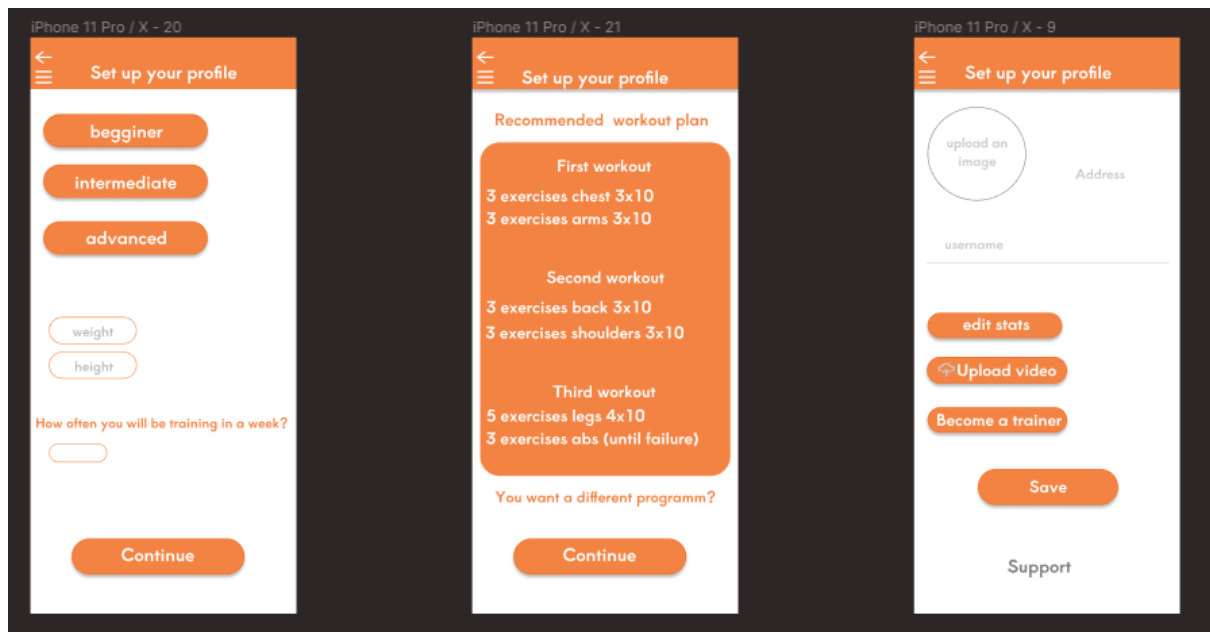 iPhone 11 Pro / X - 20
Set up your profile
begginer
intermediate
advanced
weight
height
How often you will be training in a week?
Continue
iPhone 11 Pro / X - 21
Set up your profile
Recommended workout plan
First workout
3 exercises chest 3x10
3 exercises arms 3x10
Second workout
3 exercises back 3x10
3 exercises shoulders 3x10
Third workout
5 exercises legs 4x10
3 exercises abs (until failure)
You want a different programm?
Continue
iPhone 11 Pro / X - 9
Set up your profile
upload an
image
Address
username
edit stats
Upload video
Become a trainer
Save
Support